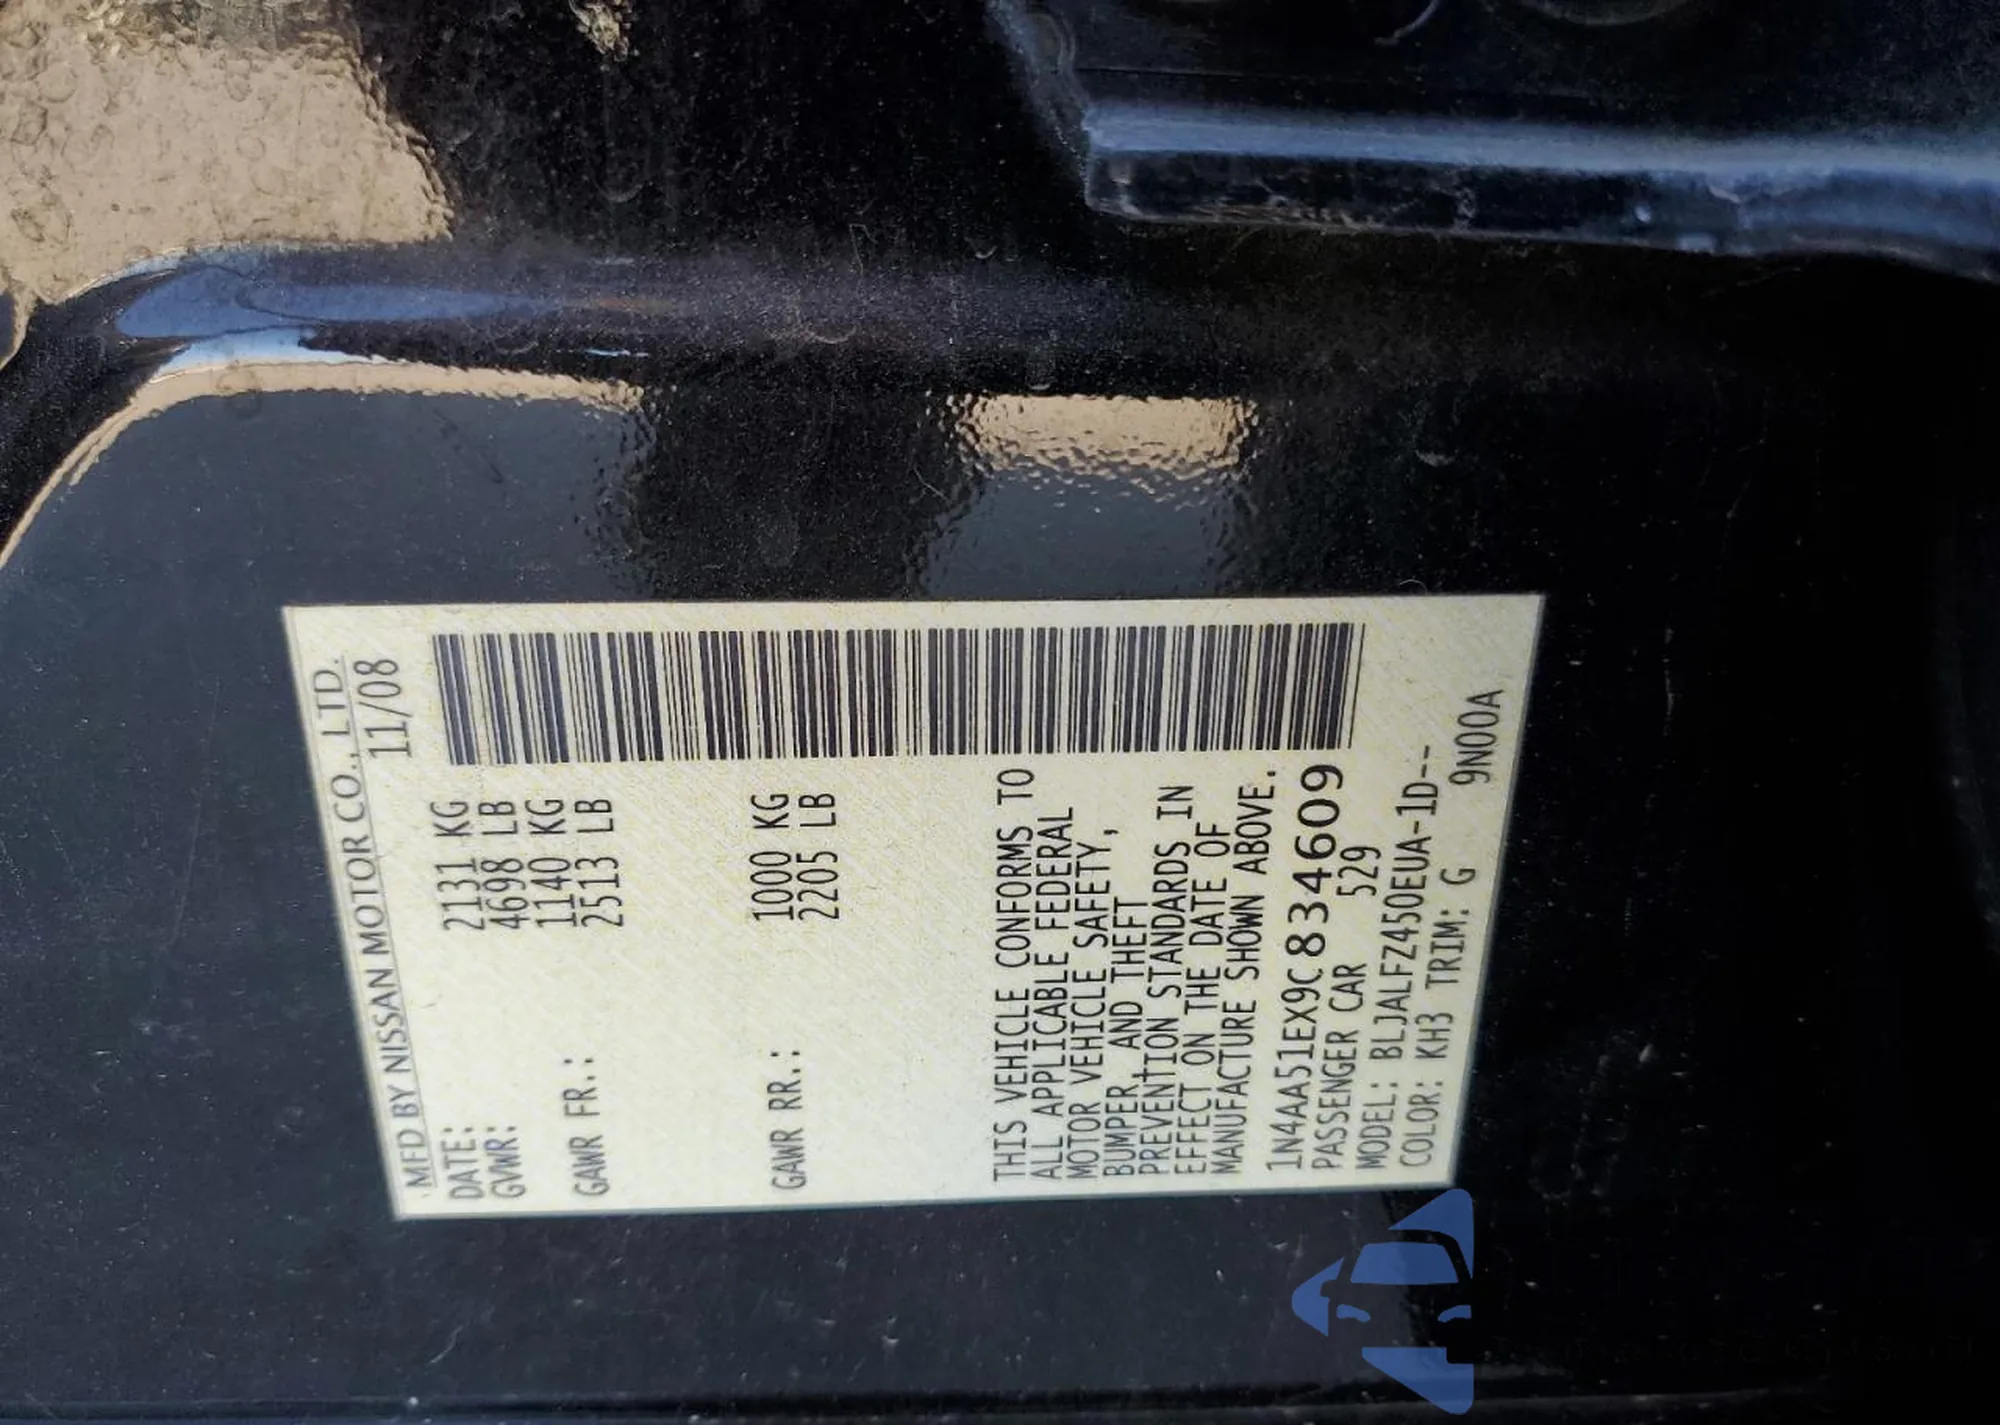 MFD BY NISSAN MOTOR CO., LTD.
DATE: 11/08
GVWR: 2131 KG
4698 LB
GAWR FR.: 1140 KG
2513 LB
GAWR RR.: 1000 KG
2205 LB
THIS VEHICLE CONFORMS TO
ALL APPLICABLE FEDERAL
MOTOR VEHICLE SAFETY,
BUMPER, AND THEFT
PREVENTION STANDARDS IN
EFFECT ON THE DATE OF
MANUFACTURE SHOWN ABOVE.
1N4AA51EX9C834609
PASSENGER CAR 529
MODEL: BLJALFZ450EUA-1D--
COLOR: KH3 TRIM: G 9N00A